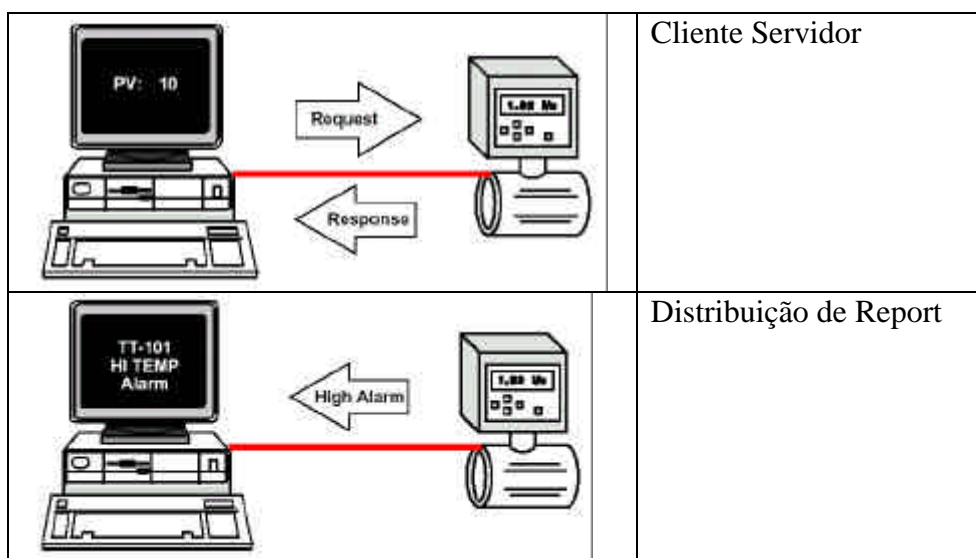 Cliente Servidor
PV: 10
Request
Response
Distribuição de Report
TT-101
HI TEMP
Alarm
High Alarm